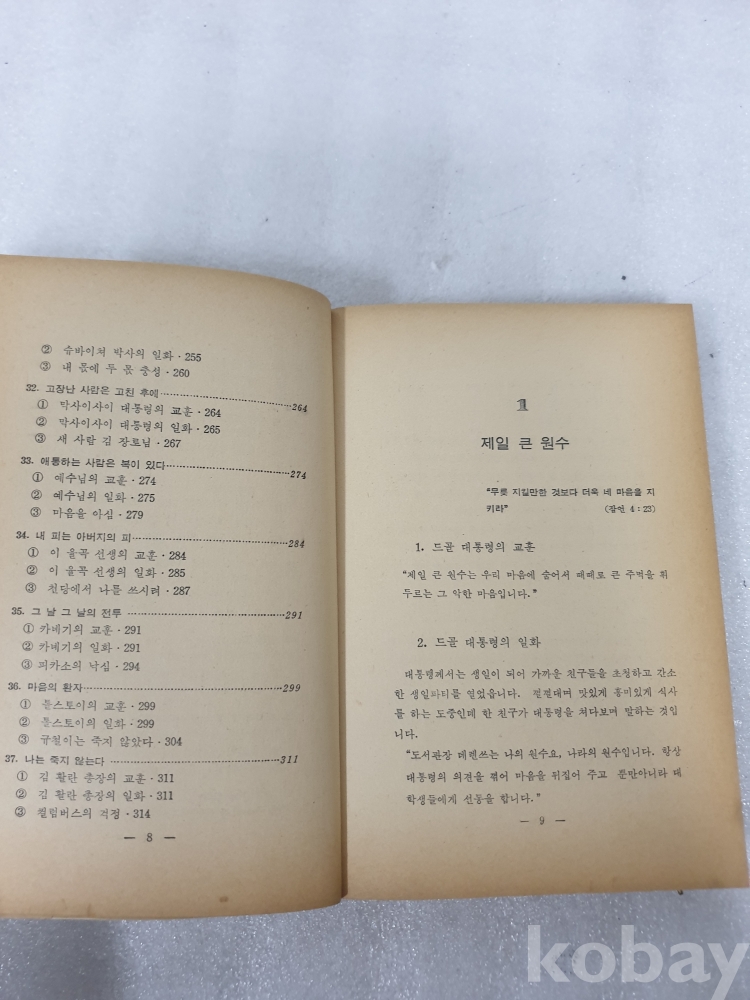 ② 슈바이쳐 박사의 일화 · 255
③ 내 몫에 두 몫 충성 · 260
32. 고장난 사람은 고친 후에 264
① 막사이사이 대통령의 교훈 · 264
② 막사이사이 대통령의 일화 · 265
③ 새 사람 김 장로님 · 267
33. 애통하는 사람은 복이 있다 274
① 예수님의 교훈 · 274
② 예수님의 일화 · 275
③ 마음을 아심 · 279
34. 내 피는 아버지의 피 284
① 이 율곡 선생의 교훈 · 284
② 이 율곡 선생의 일화 · 285
③ 천당에서 나를 쓰시려 · 287
35. 그 날 그 날의 전투 291
① 카네기의 교훈 · 291
② 카네기의 일화 · 291
③ 피카소의 낙심 · 294
36. 마음의 환자 299
① 톨스토이의 교훈 · 299
② 톨스토이의 일화 · 299
③ 규철이는 죽지 않았다 · 304
37. 나는 죽지 않는다 311
① 김 활란 총장의 교훈 · 311
② 김 활란 총장의 일화 · 311
③ 컬럼버스의 걱정 · 314
— 8 —
1
제일 큰 원수
"무릇 지킬만한 것보다 더욱 네 마음을 지
키라" (잠언 4 : 23)
1. 드골 대통령의 교훈
"제일 큰 원수는 우리 마음에 숨어서 때때로 큰 주먹을 휘
두르는 그 악한 마음입니다."
2. 드골 대통령의 일화
대통령께서는 생일이 되어 가까운 친구들을 초청하고 간소
한 생일파티를 열었읍니다. 껄껄대며 맛있게 흥미있게 식사
를 하는 도중인데 한 친구가 대통령을 쳐다보며 말하는 것입
니다.
"도서관장 테렌쓰는 나의 원수요, 나라의 원수입니다. 항상
대통령의 의견을 꺾어 마음을 뒤집어 주고 뿐만아니라 대
학생들에게 선동을 합니다."
— 9 —
kobay